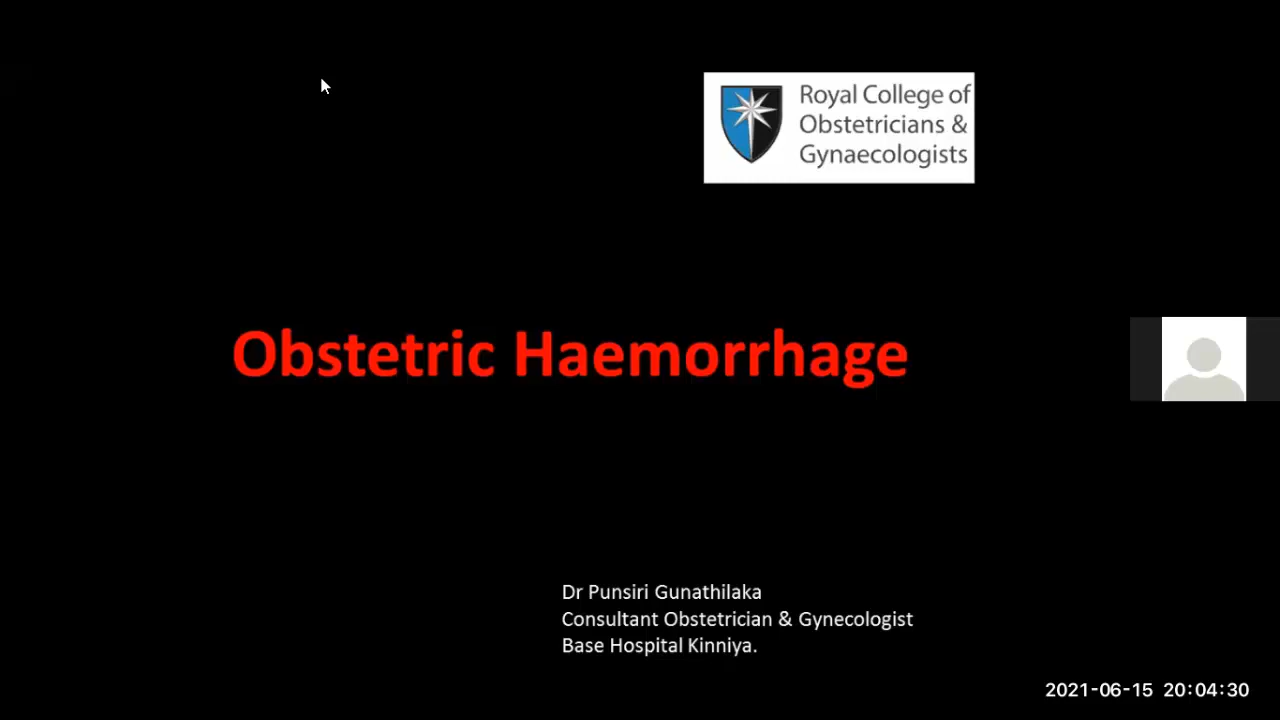 Royal College of
Obstetricians &
Gynaecologists
Obstetric Haemorrhage
Dr Punsiri Gunathilaka
Consultant Obstetrician & Gynecologist
Base Hospital Kinniya.
2021-06-15 20:04:30